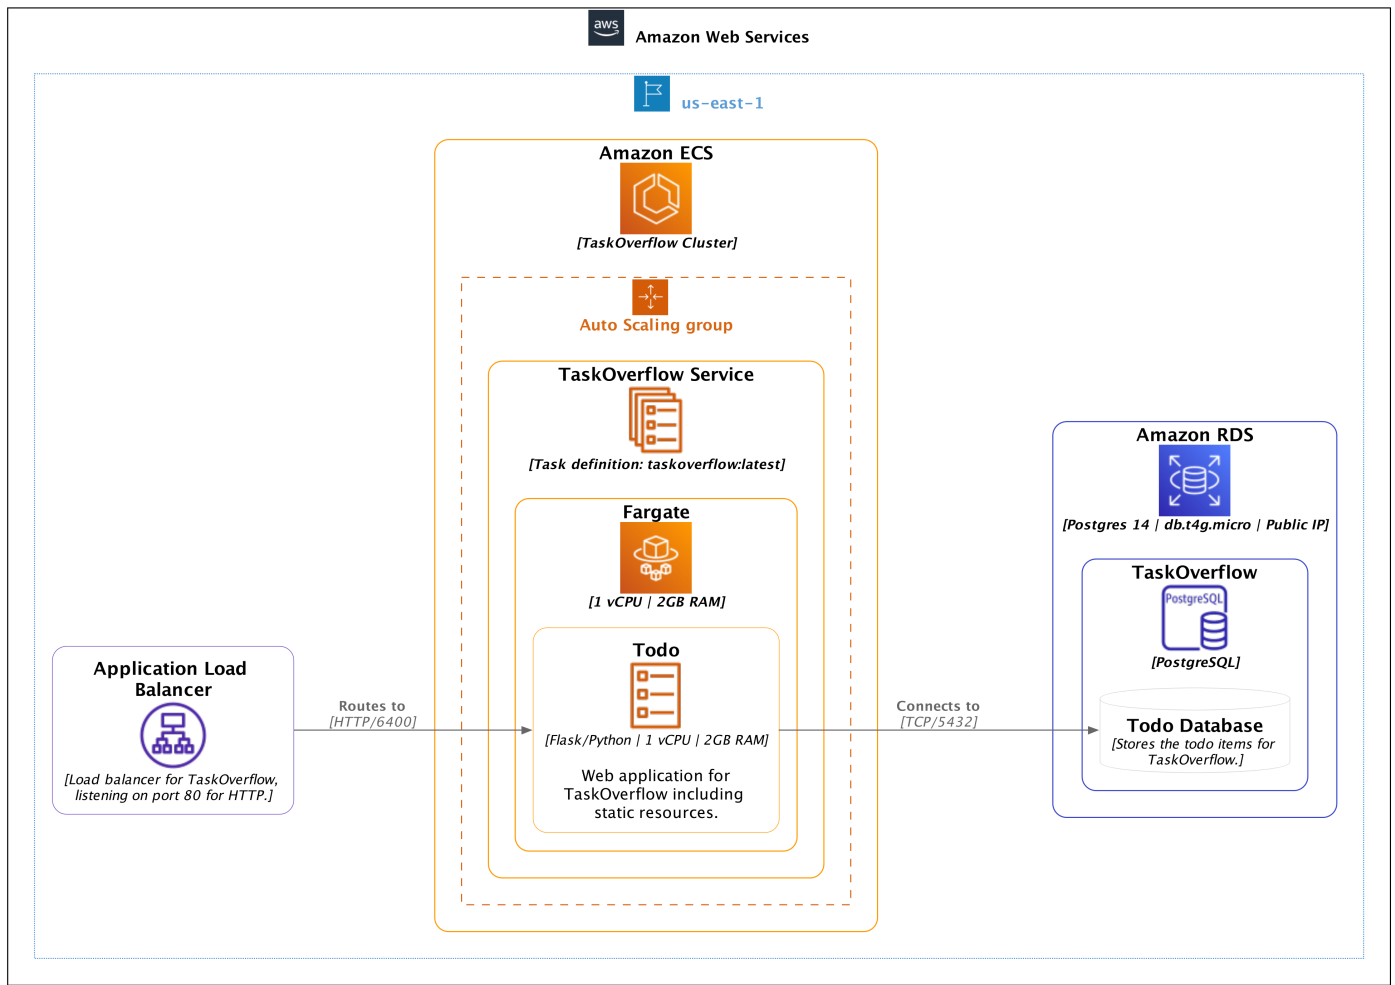 aws
Amazon Web Services
us-east-1
Amazon ECS
[TaskOverflow Cluster]
Auto Scaling group
TaskOverflow Service
[Task definition: taskoverflow:latest]
Fargate
[1 vCPU | 2GB RAM]
Todo
[Flask/Python | 1 vCPU | 2GB RAM]
Web application for
TaskOverflow including
static resources.
Application Load
Balancer
[Load balancer for TaskOverflow,
listening on port 80 for HTTP.]
Routes to
[HTTP/6400]
Connects to
[TCP/5432]
Amazon RDS
[Postgres 14 | db.t4g.micro | Public IP]
TaskOverflow
PostgreSQL
[PostgreSQL]
Todo Database
[Stores the todo items for
TaskOverflow.]